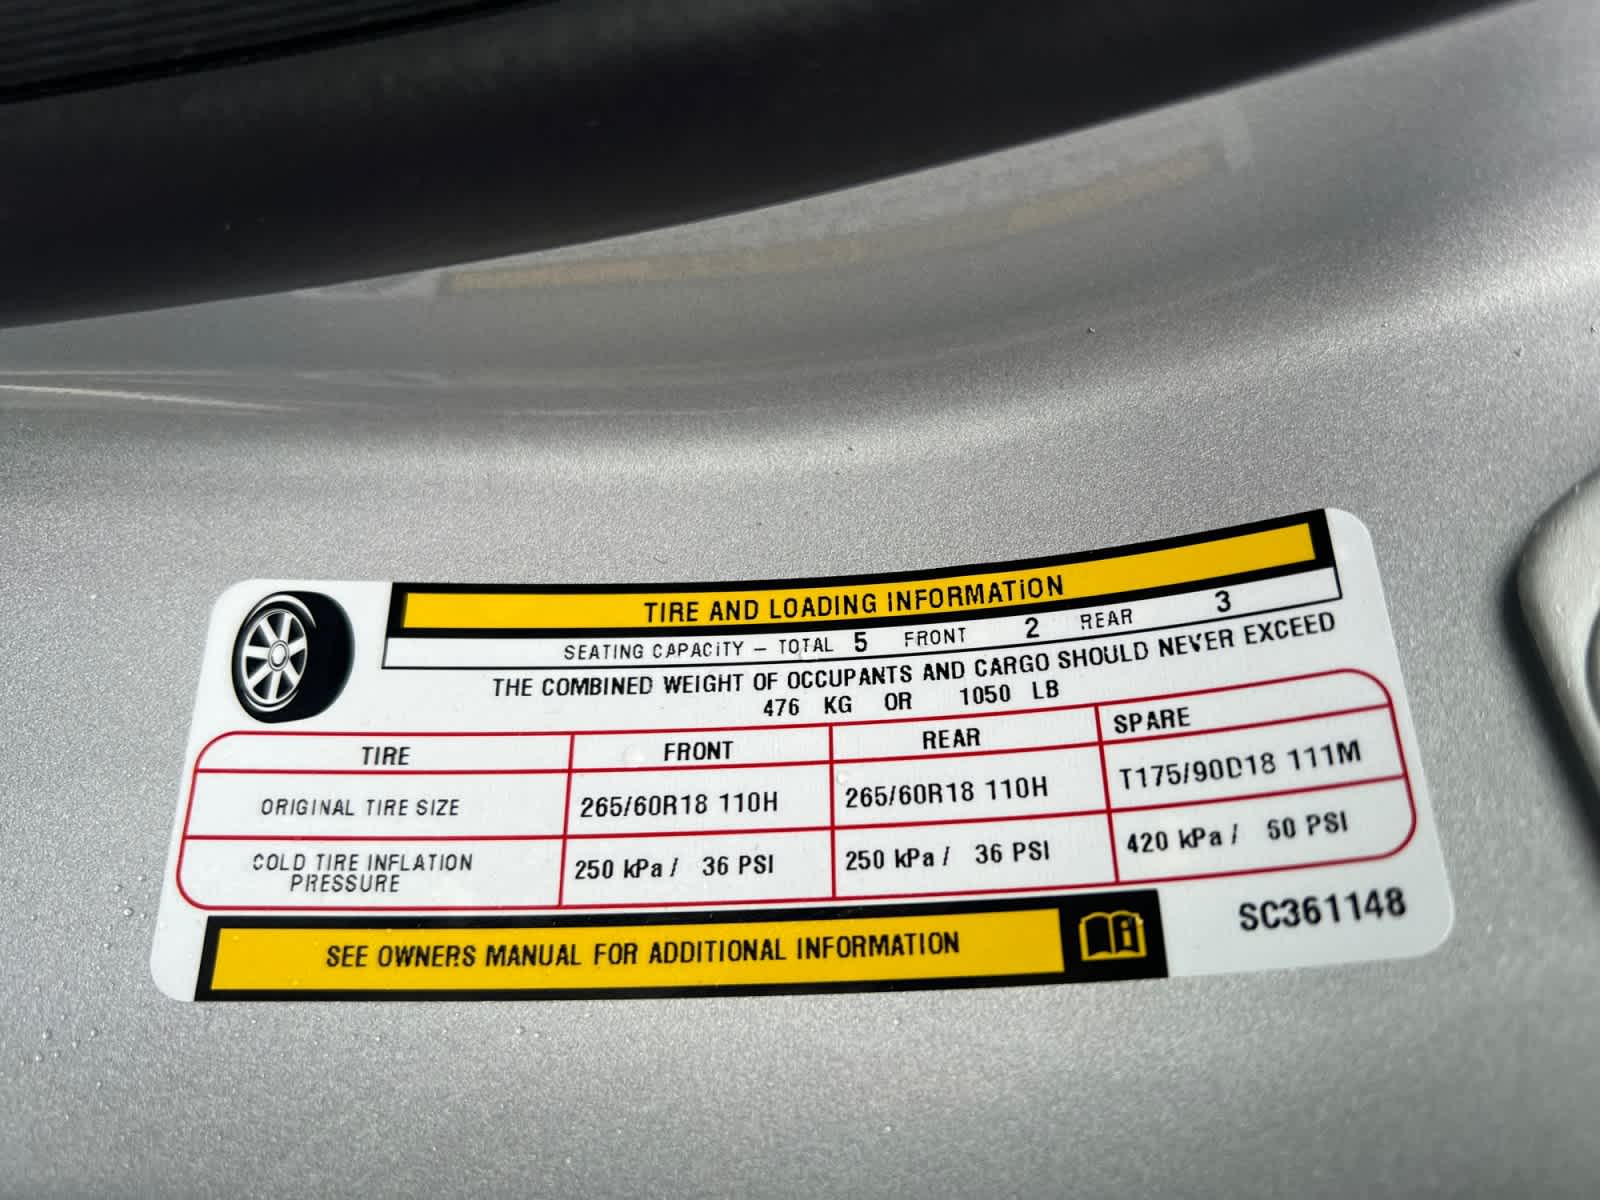 TIRE AND LOADING INFORMATiON
SEATING CAPACiTY – TOTAL 5 FRONT 2 REAR 3
THE COMBINED WEIGHT OF OCCUPANTS AND CARGO SHOULD NEVER EXCEED
476 KG OR 1050 LB
TIRE FRONT REAR SPARE
ORIGINAL TIRE SIZE 265/60R18 110H 265/60R18 110H T175/90D18 111M
COLD TIRE INFLATION PRESSURE 250 kPa / 36 PSI 250 kPa / 36 PSI 420 kPa / 60 PSI
SC361148
SEE OWNERS MANUAL FOR ADDITIONAL INFORMATION